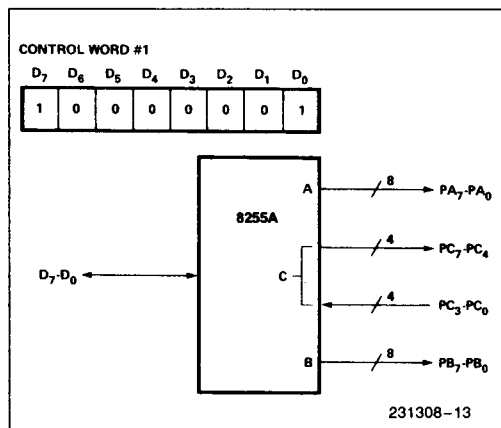 CONTROL WORD #1
D7 D6 D5 D4 D3 D2 D1 D0
1 0 0 0 0 0 0 1
A 8 PA7-PA0
8255A
4 PC7-PC4
D7-D0 C
4 PC3-PC0
B 8 PB7-PB0
231308-13